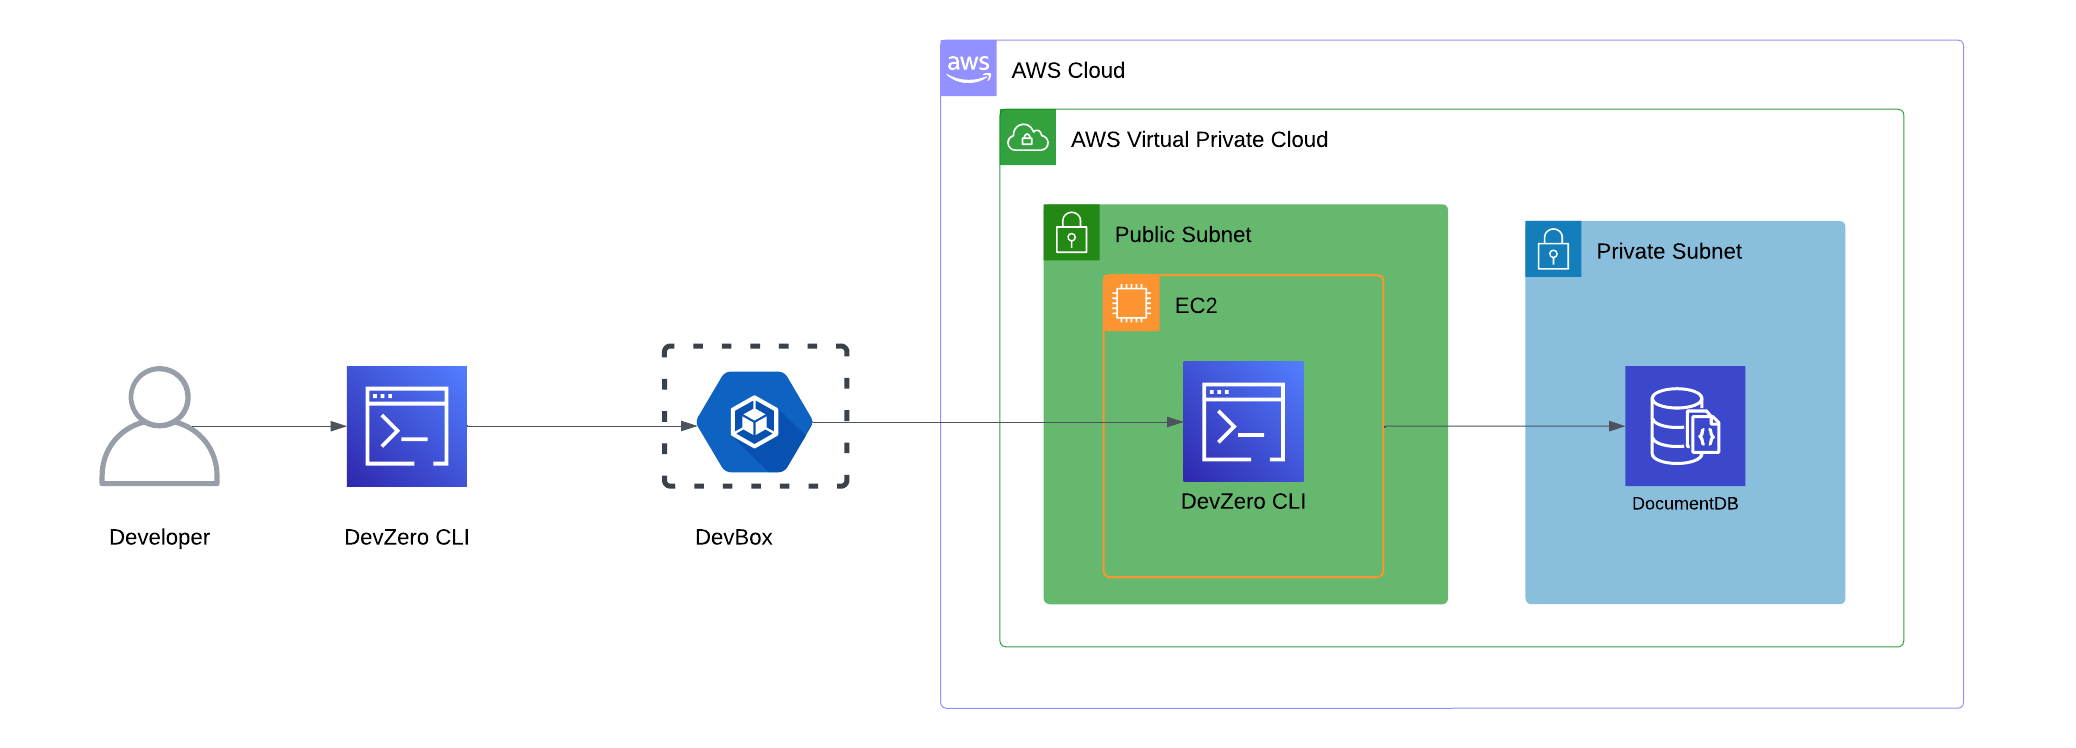 aws
AWS Cloud
AWS Virtual Private Cloud
Public Subnet
Private Subnet
EC2
DevZero CLI
DocumentDB
Developer
DevZero CLI
DevBox